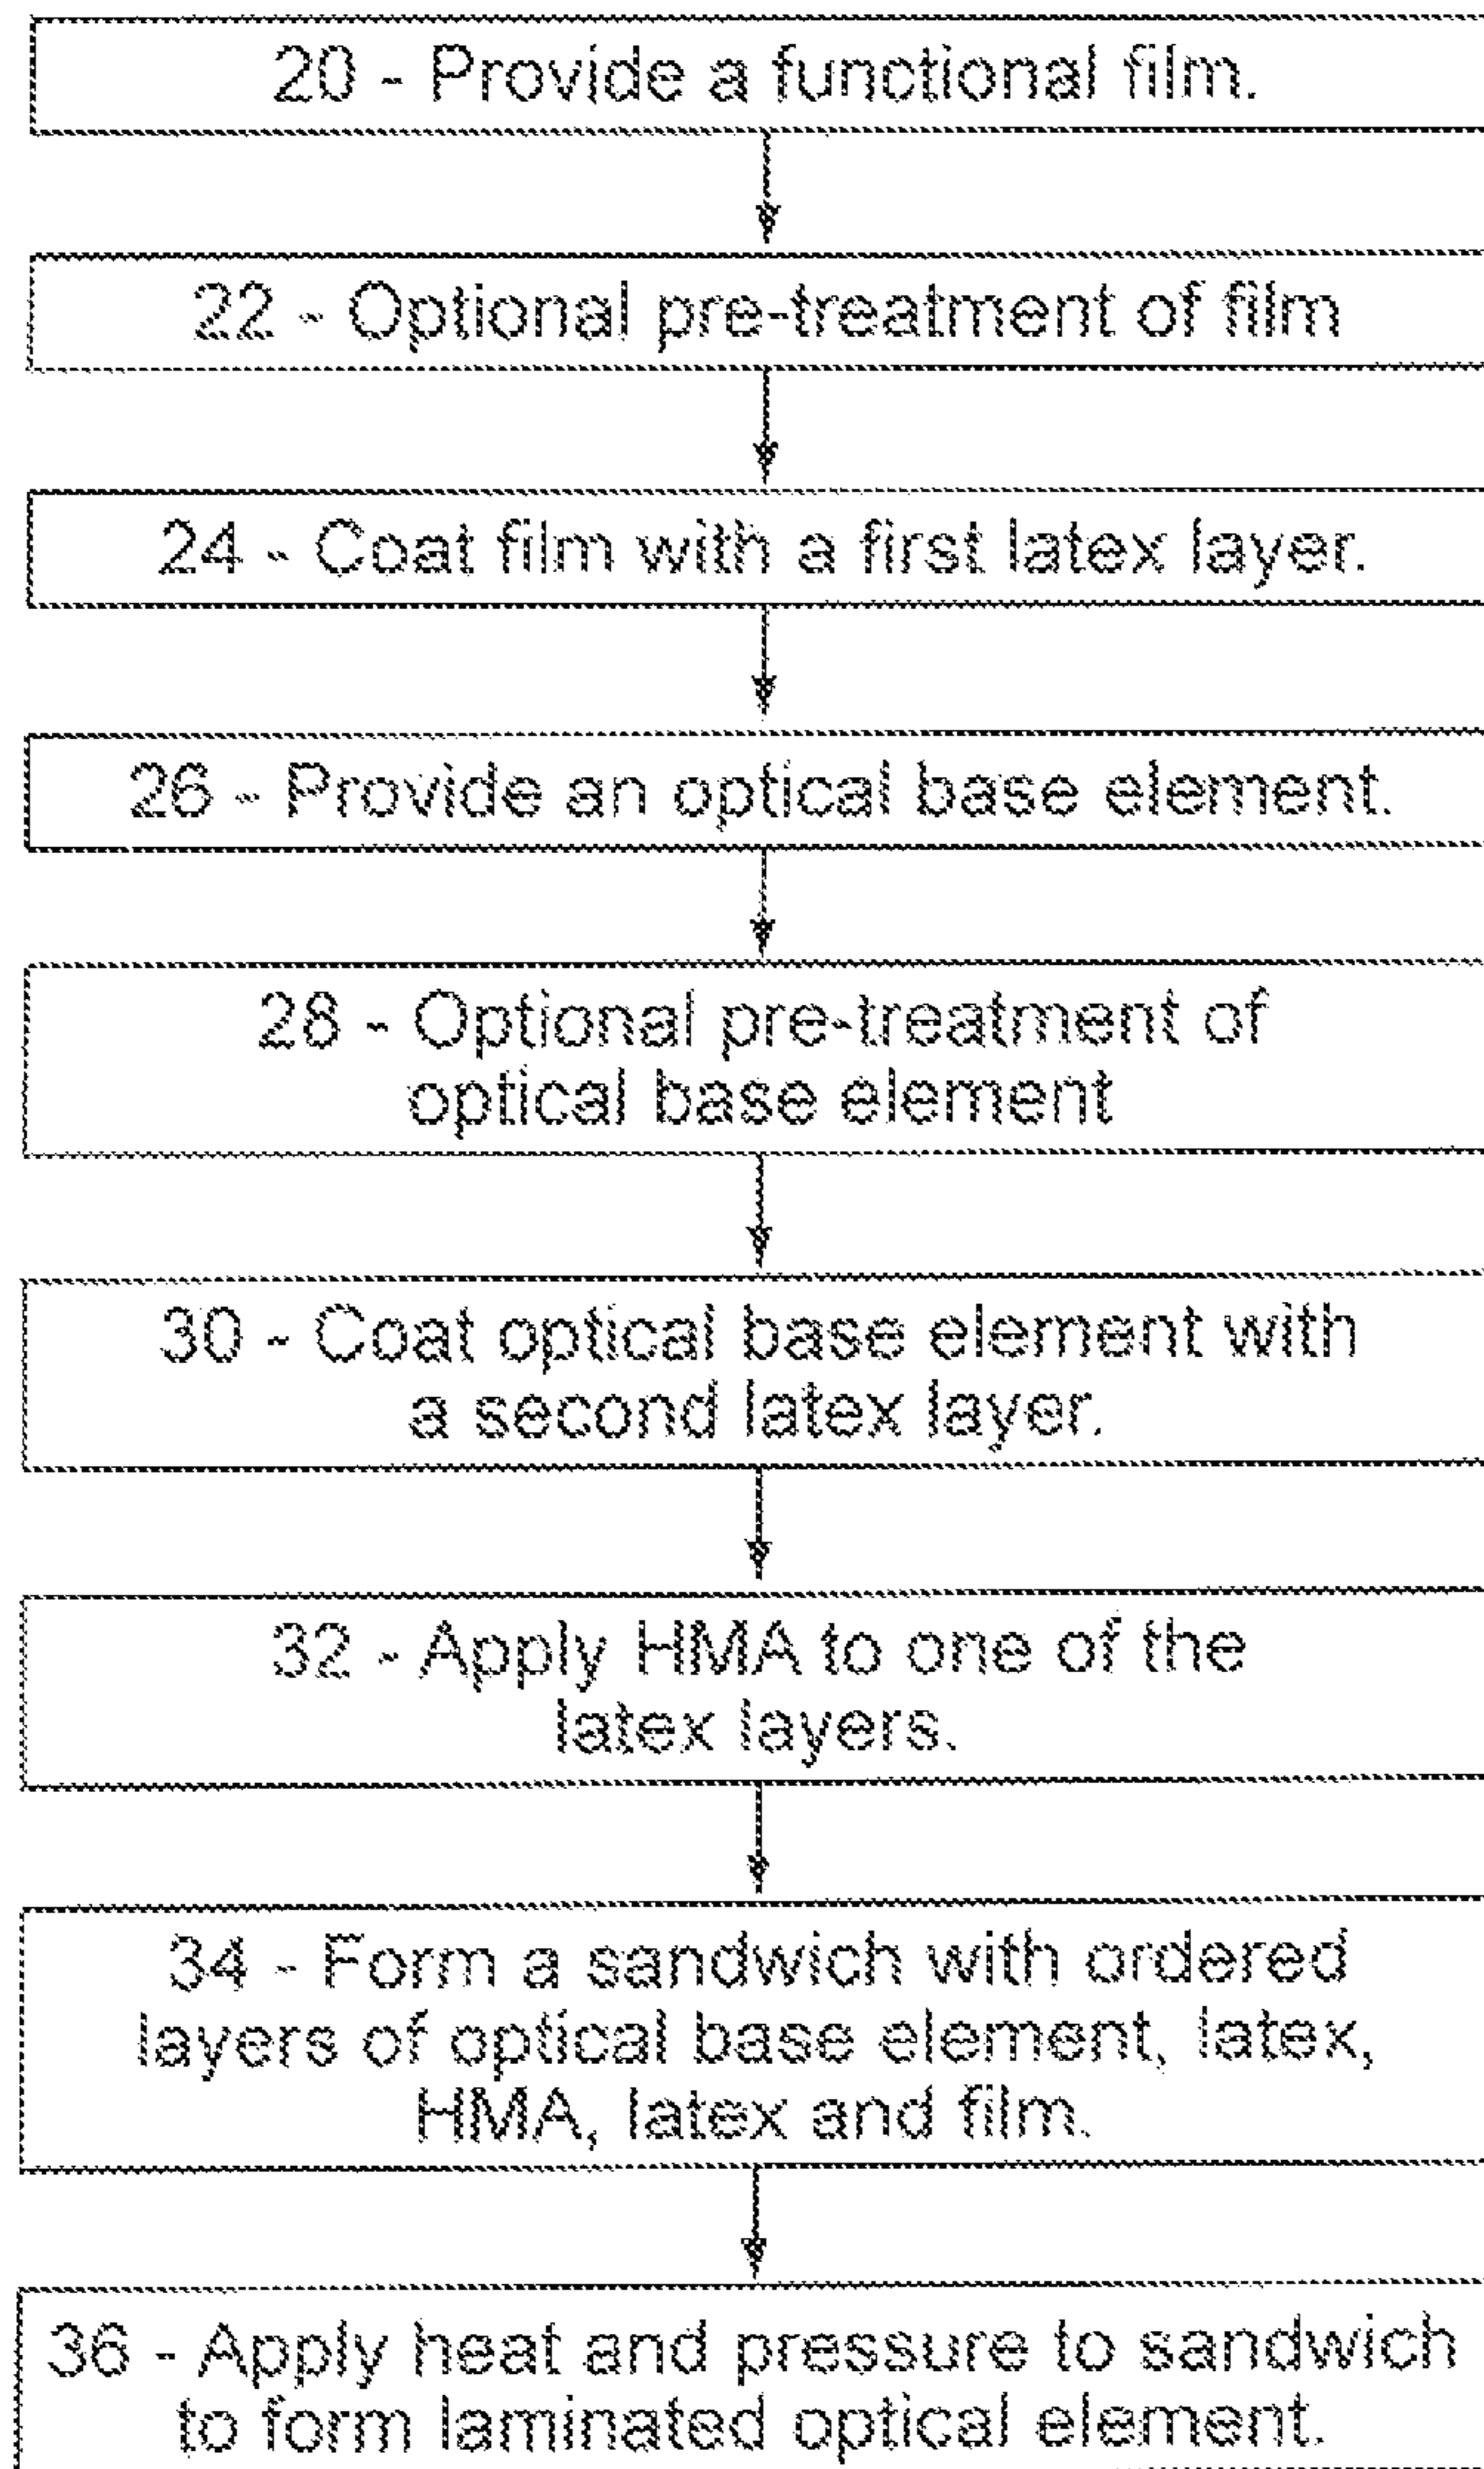 20 - Provide a functional film.
22 - Optional pre-treatment of film
24 - Coat film with a first latex layer.
26 - Provide an optical base element.
28 - Optional pre-treatment of
optical base element
30 - Coat optical base element with
a second latex layer.
32 - Apply HMA to one of the
latex layers.
34 - Form a sandwich with ordered
layers of optical base element, latex,
HMA, latex and film.
36 - Apply heat and pressure to sandwich
to form laminated optical element.